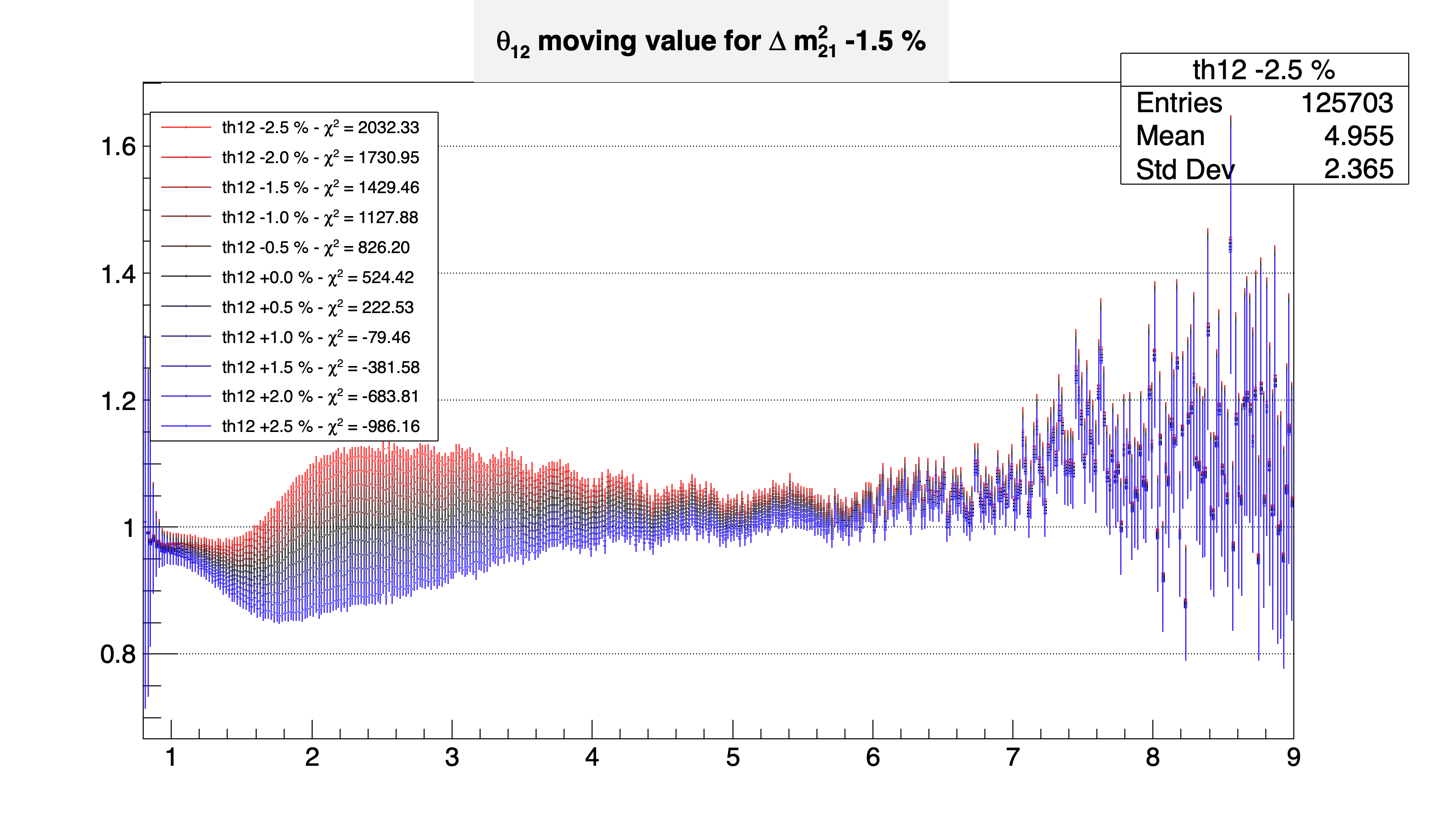 θ12 moving value for Δ m²21 -1.5 %
th12 -2.5 %
Entries 125703
Mean 4.955
Std Dev 2.365
th12 -2.5 % - χ² = 2032.33
th12 -2.0 % - χ² = 1730.95
th12 -1.5 % - χ² = 1429.46
th12 -1.0 % - χ² = 1127.88
th12 -0.5 % - χ² = 826.20
th12 +0.0 % - χ² = 524.42
th12 +0.5 % - χ² = 222.53
th12 +1.0 % - χ² = -79.46
th12 +1.5 % - χ² = -381.58
th12 +2.0 % - χ² = -683.81
th12 +2.5 % - χ² = -986.16
1.6
1.4
1.2
1
0.8
1 2 3 4 5 6 7 8 9